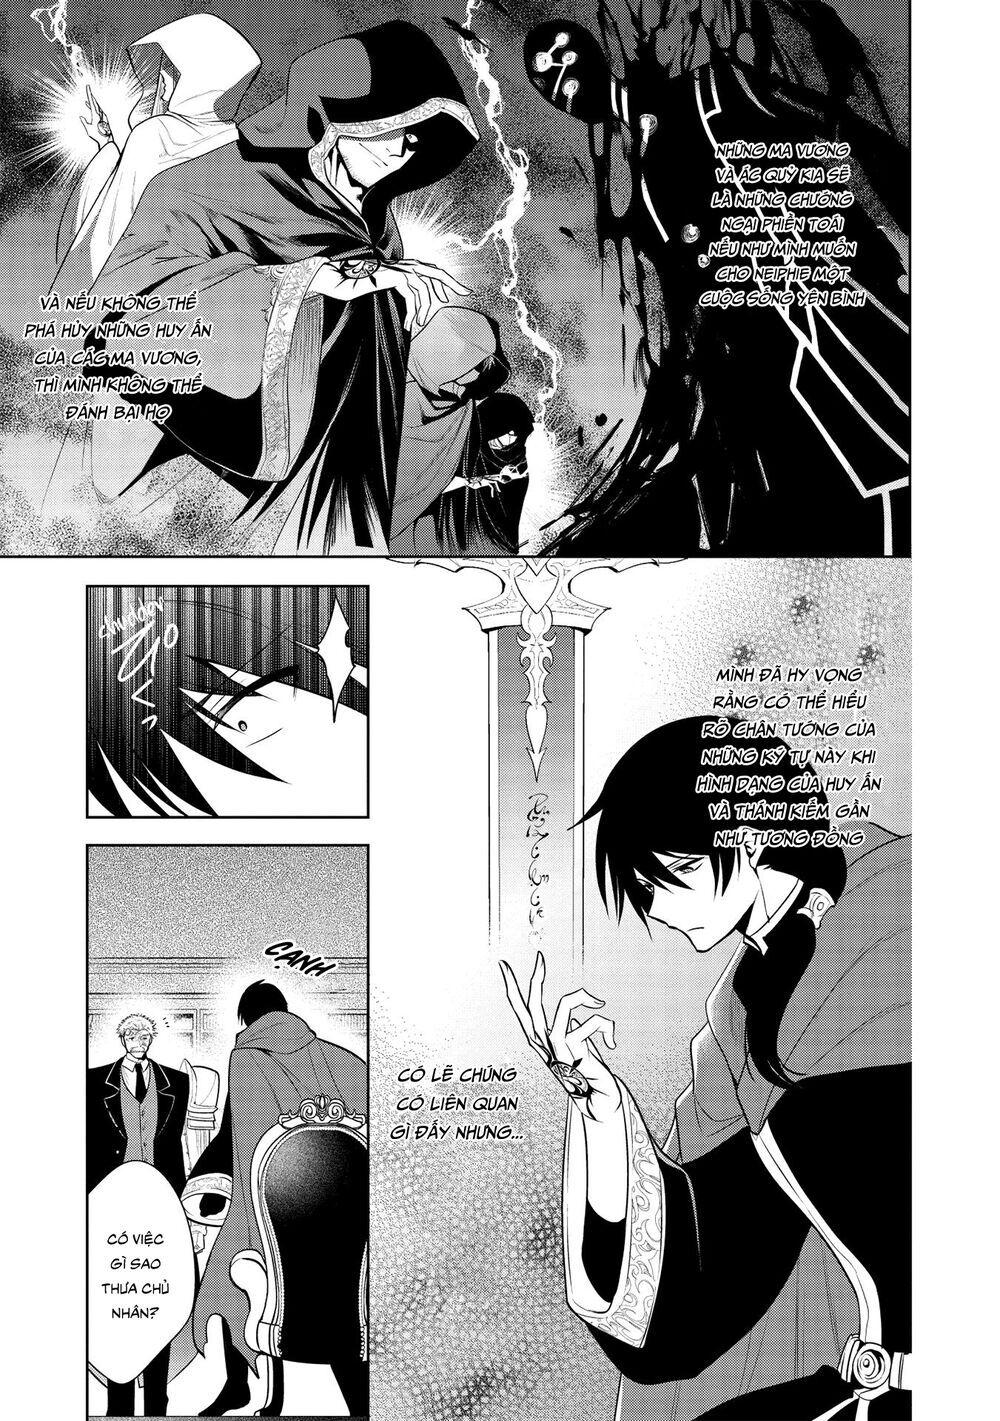 NHỮNG MA VƯƠNG
VÀ ÁC QUỶ KIA SẼ
LÀ NHỮNG CHƯỚNG
NGẠI PHIỀN TOÁI
NẾU NHƯ MÌNH MUỐN
CHO NEIPHIE MỘT
CUỘC SỐNG YÊN BÌNH
VÀ NẾU KHÔNG THỂ
PHÁ HỦY NHỮNG HUY ẤN
CỦA CÁC MA VƯƠNG,
THÌ MÌNH KHÔNG THỂ
ĐÁNH BẠI HỌ
MÌNH ĐÃ HY VỌNG
RẰNG CÓ THỂ HIỂU
RÕ CHÂN TƯỚNG CỦA
NHỮNG KÝ TỰ NÀY KHI
HÌNH DẠNG CỦA HUY ẤN
VÀ THÁNH KIẾM GẦN
NHƯ TƯƠNG ĐỒNG
CÓ LẼ CHÚNG
CÓ LIÊN QUAN
GÌ ĐẤY NHƯNG...
shudder
CẠNH
CÓ VIỆC
GÌ SAO
THƯA CHỦ
NHÂN?